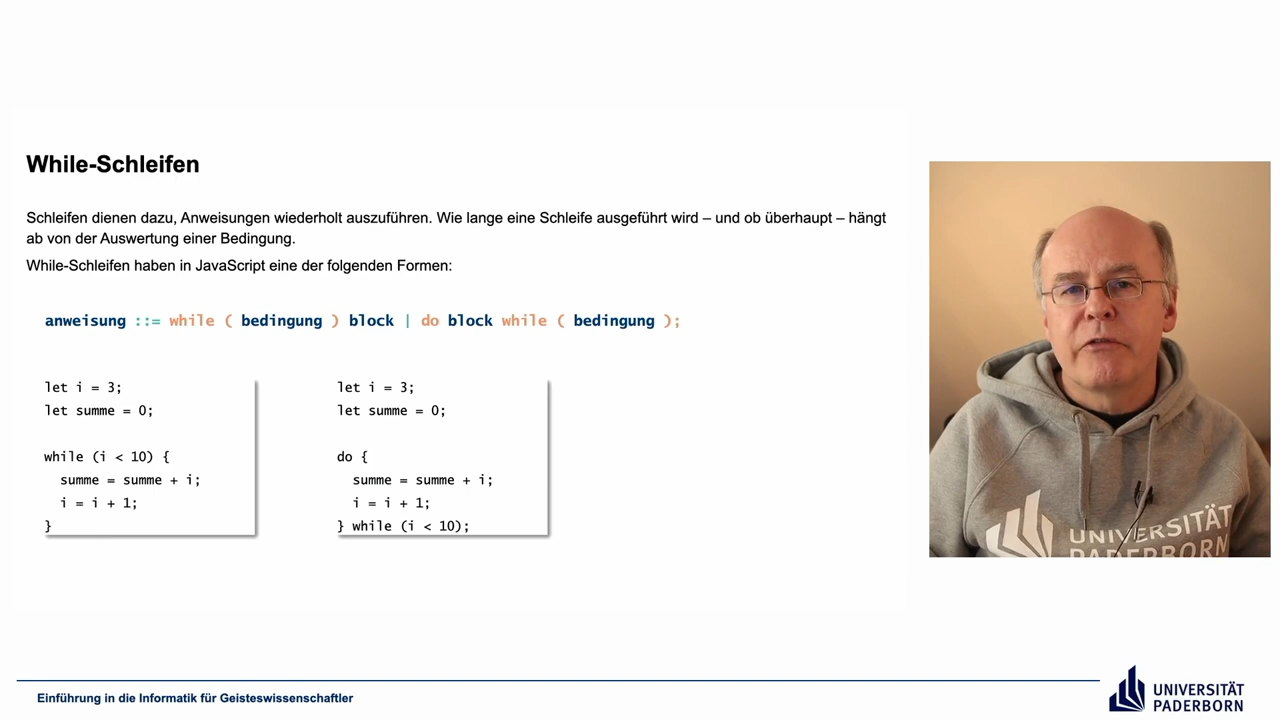 While-Schleifen
Schleifen dienen dazu, Anweisungen wiederholt auszuführen. Wie lange eine Schleife ausgeführt wird – und ob überhaupt – hängt
ab von der Auswertung einer Bedingung.
While-Schleifen haben in JavaScript eine der folgenden Formen:
anweisung ::= while ( bedingung ) block | do block while ( bedingung );
let i = 3;
let summe = 0;
while (i < 10) {
summe = summe + i;
i = i + 1;
}
let i = 3;
let summe = 0;
do {
summe = summe + i;
i = i + 1;
} while (i < 10);
UNIVERSITÄT
PADERBORN
Einführung in die Informatik für Geisteswissenschaftler
UNIVERSITÄT
PADERBORN